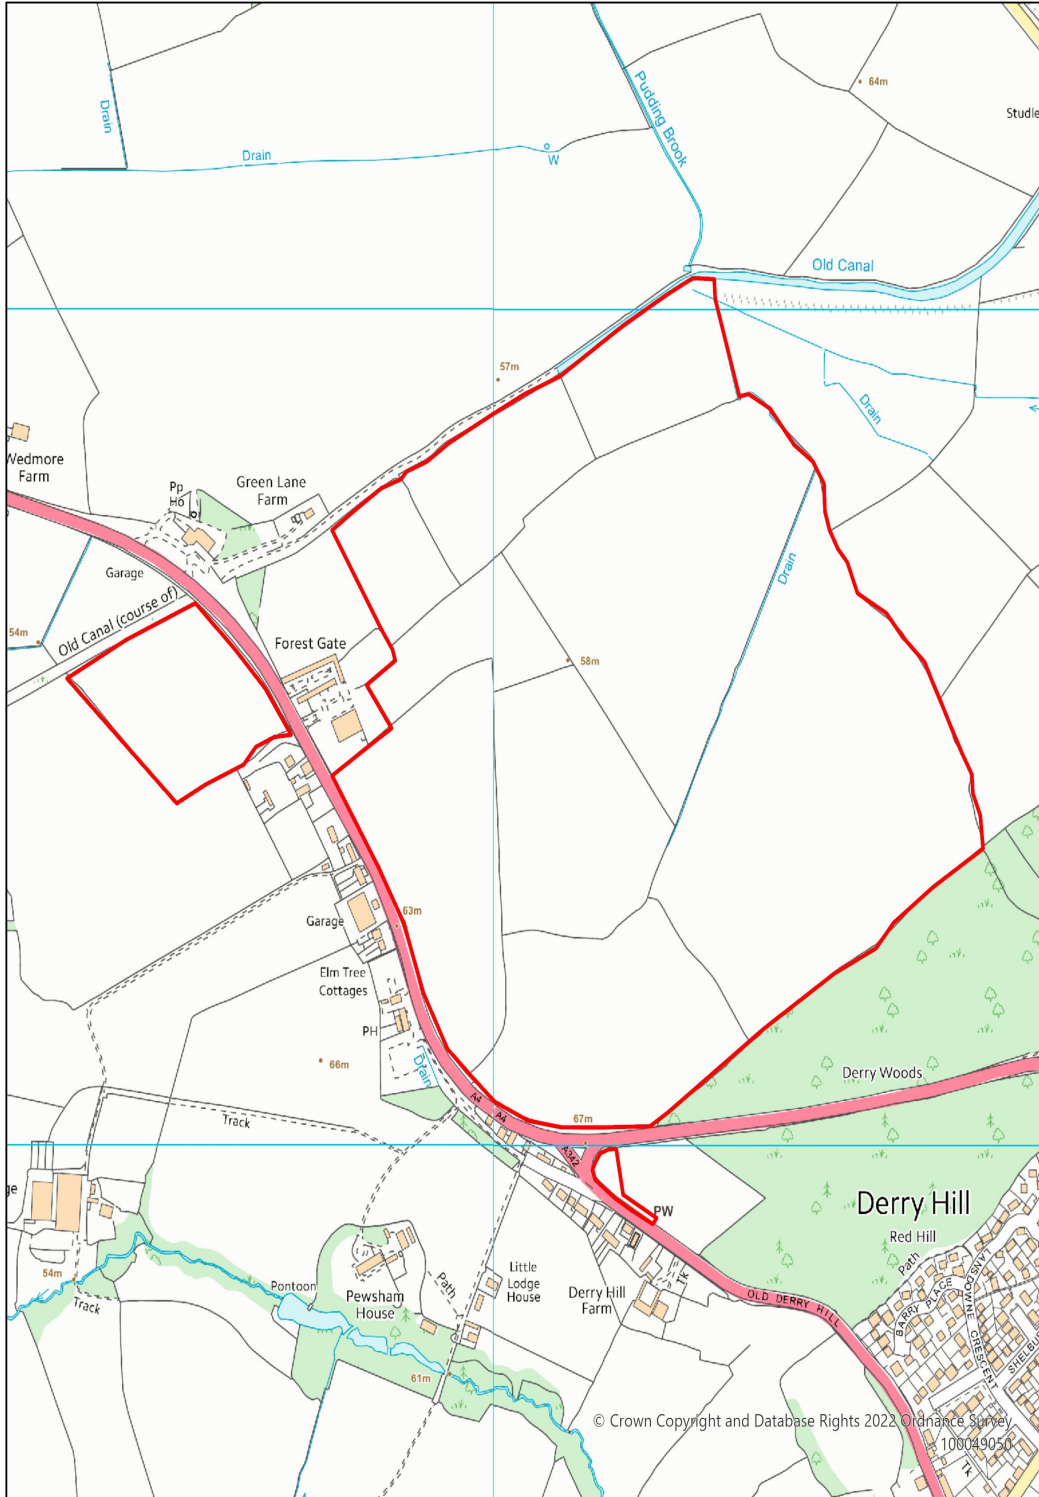 64m
Studle
Drain
Pudding Brook
Drain
W
Old Canal
57m
Drain
Wedmore
Farm
Pp
Ho
Green Lane
Farm
Garage
Drain
54m
Old Canal (course of)
Forest Gate
58m
Garage
63m
Elm Tree
Cottages
PH
66m
Drain
Derry Woods
A4
A4
67m
Track
A342
ge
PW
Derry Hill
Red Hill
Path
54m
Track
Pontoon
Pewsham
House
Path
Little
Lodge
House
Derry Hill
Farm
Tk
OLD DERRY HILL
BARRY PLACE
LANSDOWNE CRESCENT
SHELBU
61m
© Crown Copyright and Database Rights 2022 Ordnance Survey
100049050
Tk